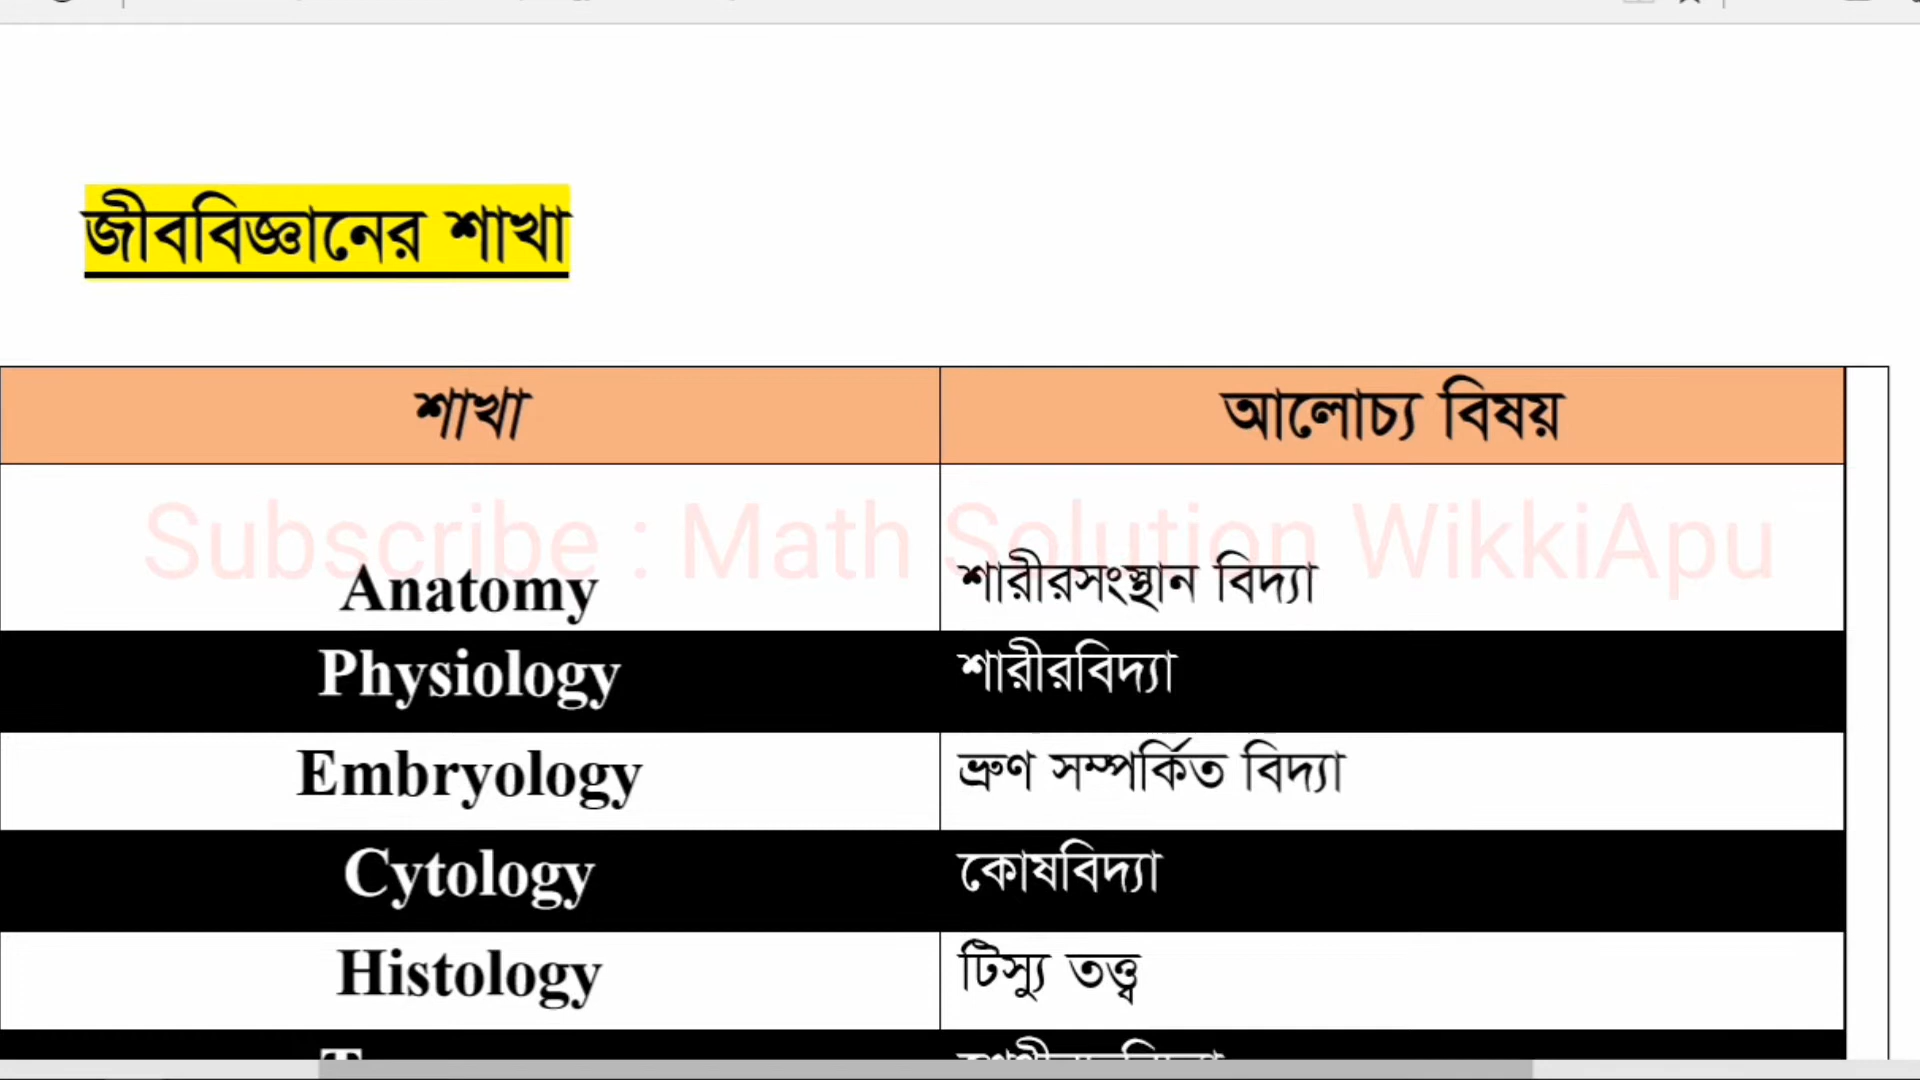 জীববিজ্ঞানের শাখা
শাখা আলোচ্য বিষয়
Subscribe : Math Solution WikkiApu
Anatomy শারীরসংস্থান বিদ্যা
Physiology শারীরবিদ্যা
Embryology ভ্রুণ সম্পর্কিত বিদ্যা
Cytology কোষবিদ্যা
Histology টিস্যু তত্ত্ব